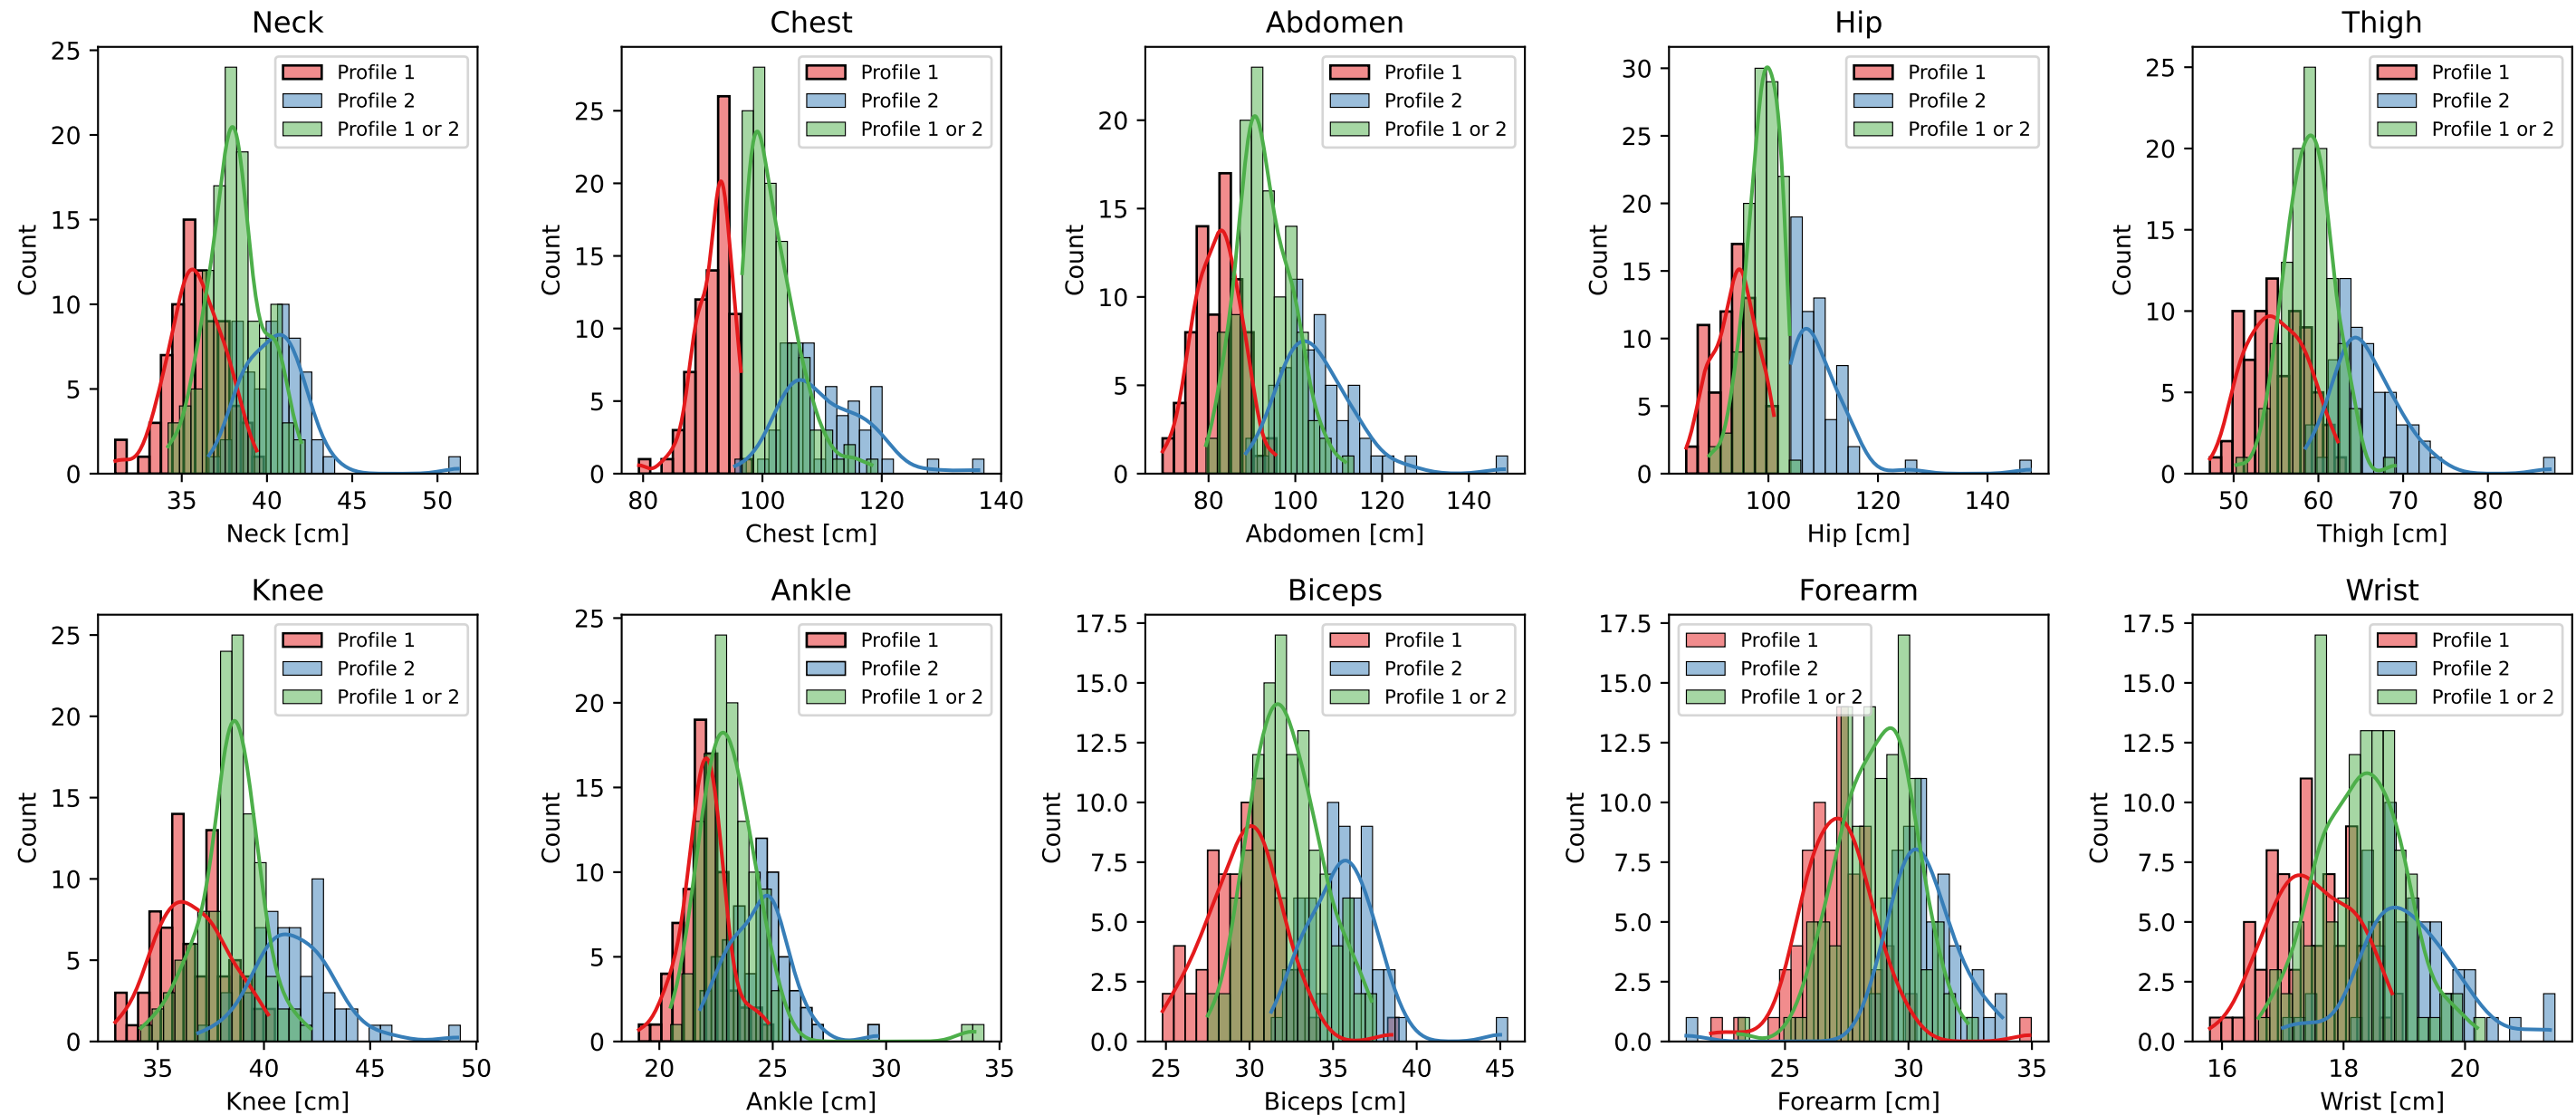 Neck
Chest
Abdomen
Hip
Thigh
25
20
15
10
5
0
Count
Profile 1
Profile 2
Profile 1 or 2
35 40 45 50
Neck [cm]
25
20
15
10
5
0
Count
Profile 1
Profile 2
Profile 1 or 2
80 100 120 140
Chest [cm]
20
15
10
5
0
Count
Profile 1
Profile 2
Profile 1 or 2
80 100 120 140
Abdomen [cm]
30
25
20
15
10
5
0
Count
Profile 1
Profile 2
Profile 1 or 2
100 120 140
Hip [cm]
25
20
15
10
5
0
Count
Profile 1
Profile 2
Profile 1 or 2
50 60 70 80
Thigh [cm]
Knee
Ankle
Biceps
Forearm
Wrist
25
20
15
10
5
0
Count
Profile 1
Profile 2
Profile 1 or 2
35 40 45 50
Knee [cm]
25
20
15
10
5
0
Count
Profile 1
Profile 2
Profile 1 or 2
20 25 30 35
Ankle [cm]
17.5
15.0
12.5
10.0
7.5
5.0
2.5
0.0
Count
Profile 1
Profile 2
Profile 1 or 2
25 30 35 40 45
Biceps [cm]
17.5
15.0
12.5
10.0
7.5
5.0
2.5
0.0
Count
Profile 1
Profile 2
Profile 1 or 2
25 30 35
Forearm [cm]
17.5
15.0
12.5
10.0
7.5
5.0
2.5
0.0
Count
Profile 1
Profile 2
Profile 1 or 2
16 18 20
Wrist [cm]